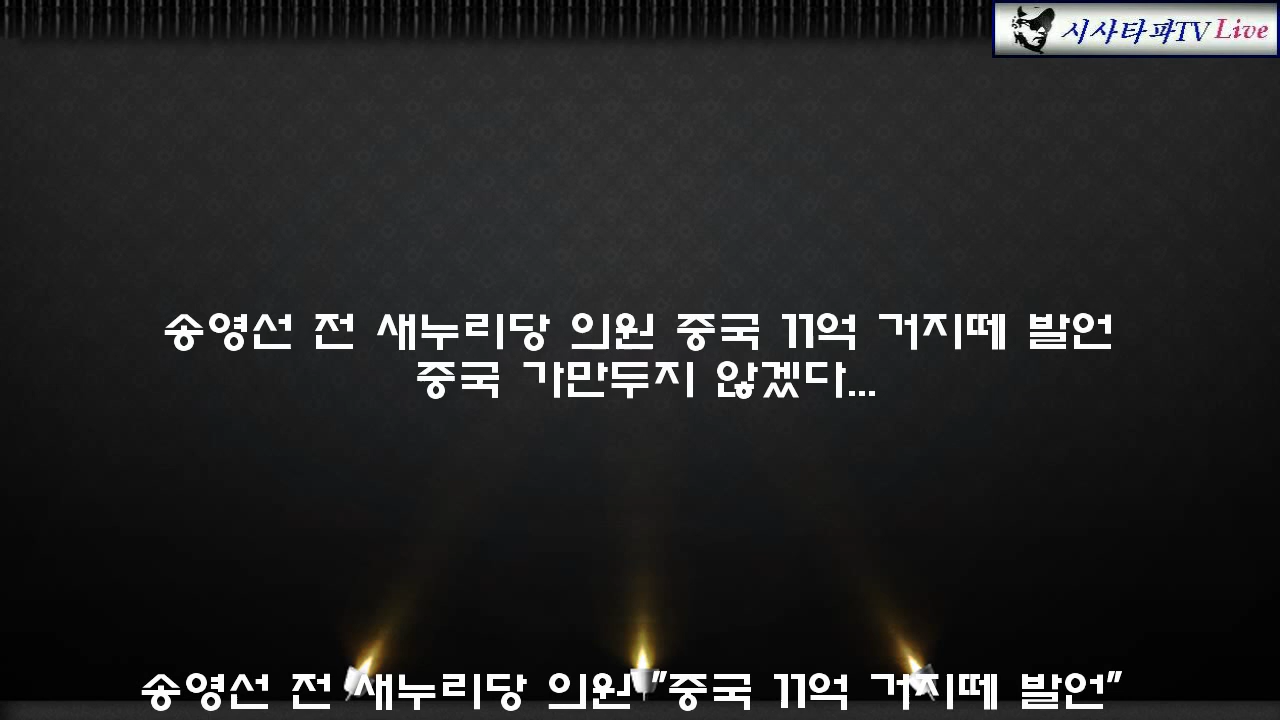 시사타파TV Live
송영선 전 새누리당 의원 중국 11억 거지떼 발언
중국 가만두지 않겠다...
송영선 전 새누리당 의원 "중국 11억 거지떼 발언"